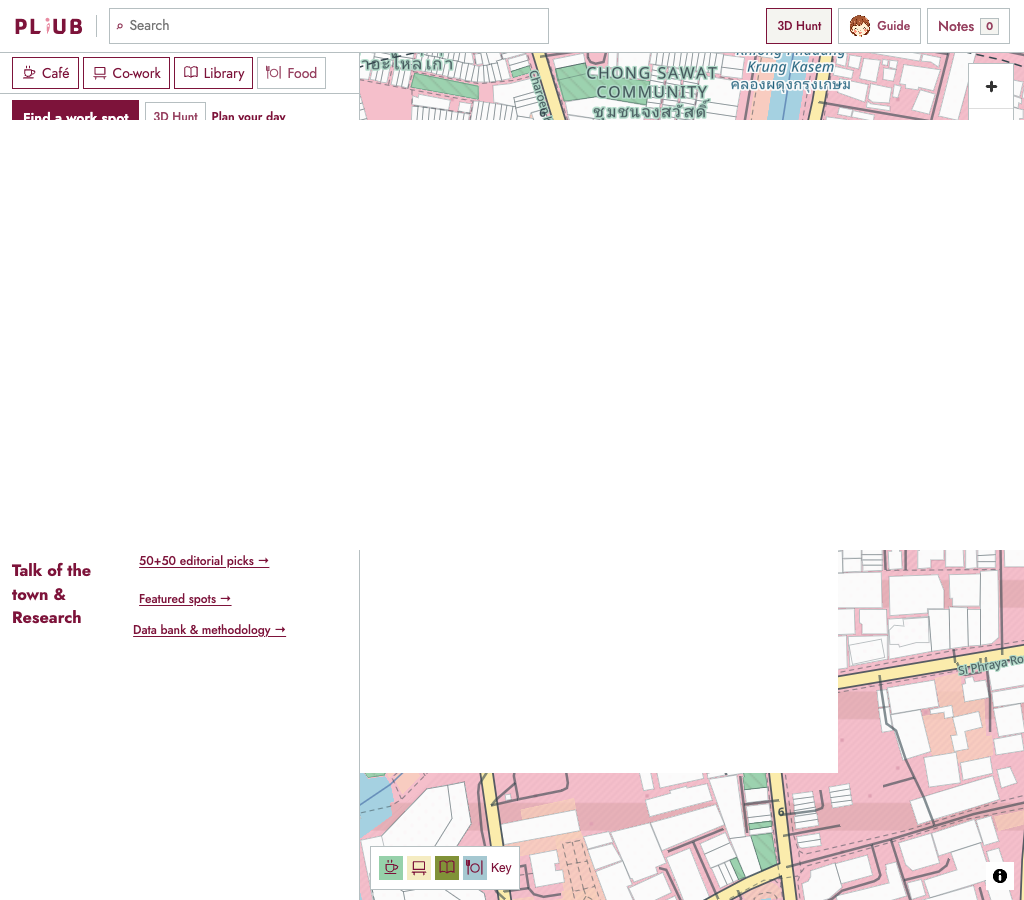 PLUB
Search
3D Hunt
Guide
Notes 0
Café
Co-work
Library
Food
Find a work spot
3D Hunt
Plan your day
CHONG SAWAT
COMMUNITY
ชุมชนจงสวัสดิ์
Krung Kasem
คลองผดุงกรุงเกษม
+
Talk of the
town &
Research
50+50 editorial picks →
Featured spots →
Data bank & methodology →
Si Phraya Ro
6
Key